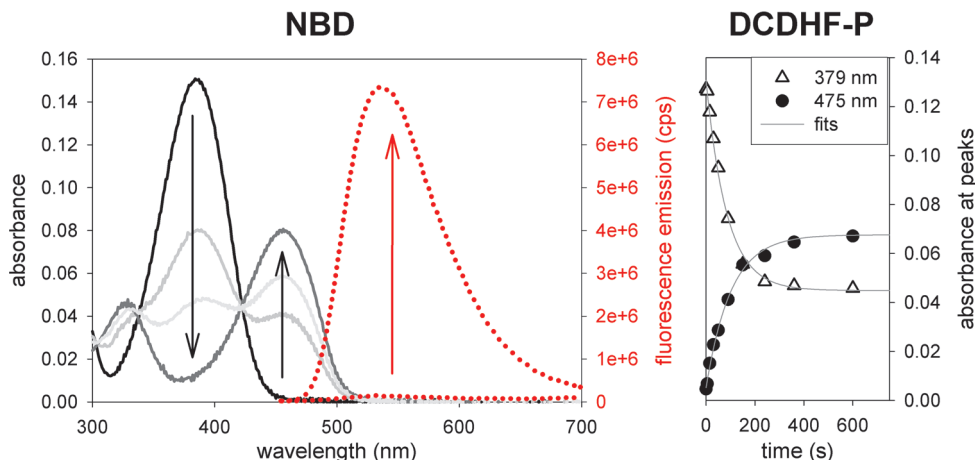 NBD
DCDHF-P
0.16
0.14
0.12
0.10
0.08
0.06
0.04
0.02
0.00
absorbance
300
400
500
600
700
wavelength (nm)
8e+6
7e+6
6e+6
5e+6
4e+6
3e+6
2e+6
1e+6
0
fluorescence emission (cps)
379 nm
475 nm
fits
0
200
400
600
time (s)
0.14
0.12
0.10
0.08
0.06
0.04
0.02
0.00
absorbance at peaks